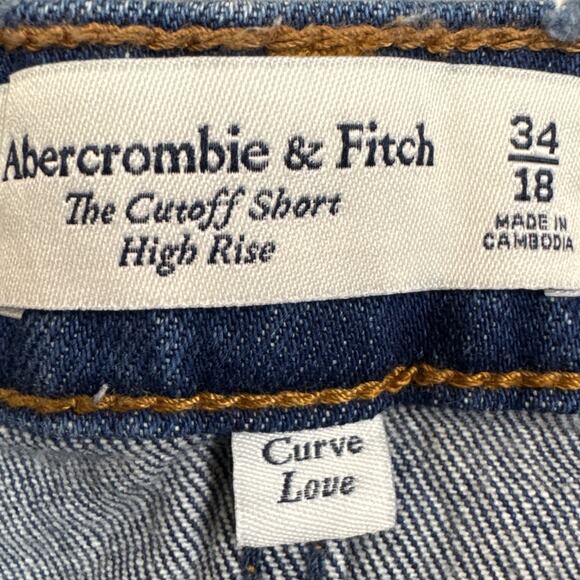 Abercrombie & Fitch
The Cutoff Short
High Rise
34
18
MADE IN
CAMBODIA
Curve
Love